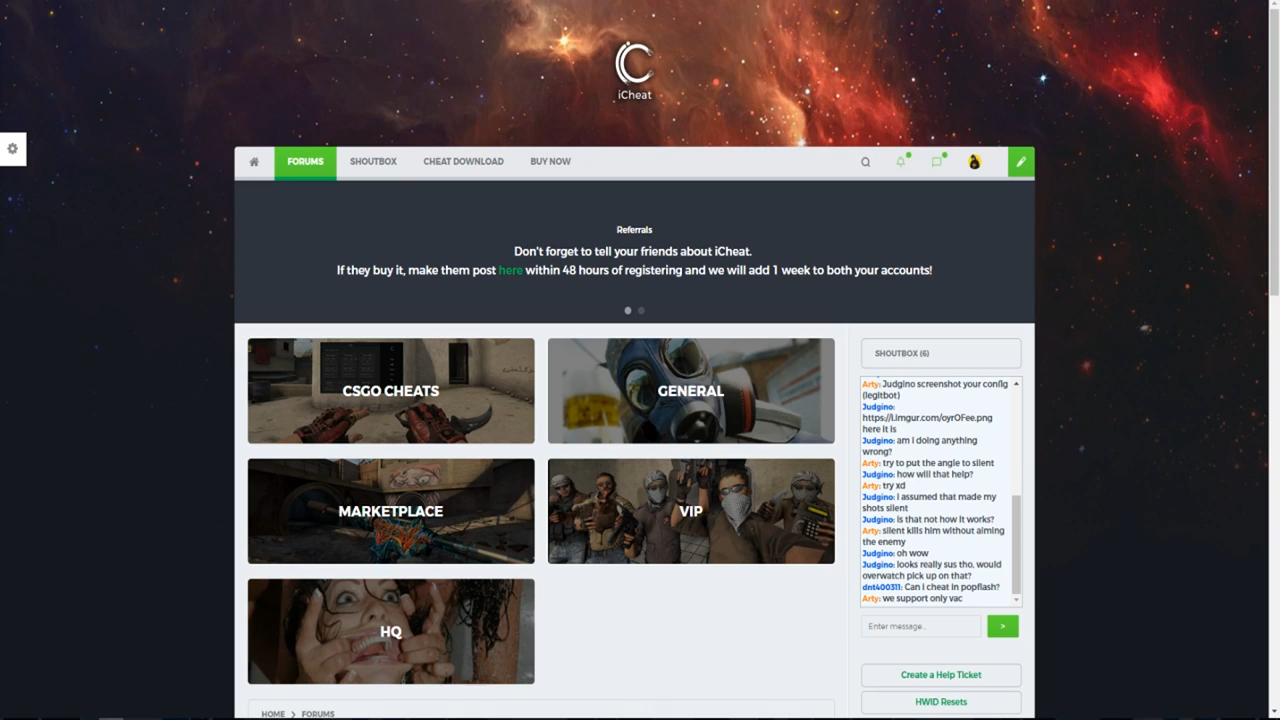 iCheat
FORUMS
SHOUTBOX
CHEAT DOWNLOAD
BUY NOW
Referrals
Don't forget to tell your friends about iCheat.
If they buy it, make them post here within 48 hours of registering and we will add 1 week to both your accounts!
CSGO CHEATS
GENERAL
MARKETPLACE
VIP
HQ
HOME > FORUMS
SHOUTBOX (6)
Arty: Judgino screenshot your config
(legitbot)
Judgino:
https://i.imgur.com/oyrOFee.png
here it is
Judgino: am i doing anything
wrong?
Arty: try to put the angle to silent
Judgino: how will that help?
Arty: try xd
Judgino: i assumed that made my
shots silent
Judgino: is that not how it works?
Arty: silent kills him without aiming
the enemy
Judgino: oh wow
Judgino: looks really sus tho, would
overwatch pick up on that?
dnt400311: Can i cheat in popflash?
Arty: we support only vac
Enter message...
>
Create a Help Ticket
HWID Resets